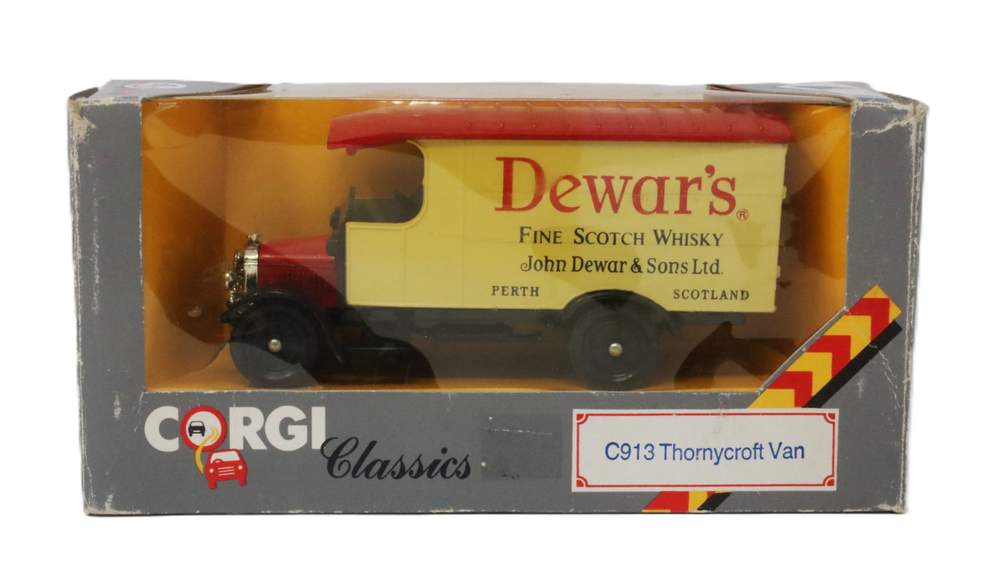 Dewar's®
FINE SCOTCH WHISKY
John Dewar & Sons Ltd.
PERTH SCOTLAND
CORGI Classics
C913 Thornycroft Van